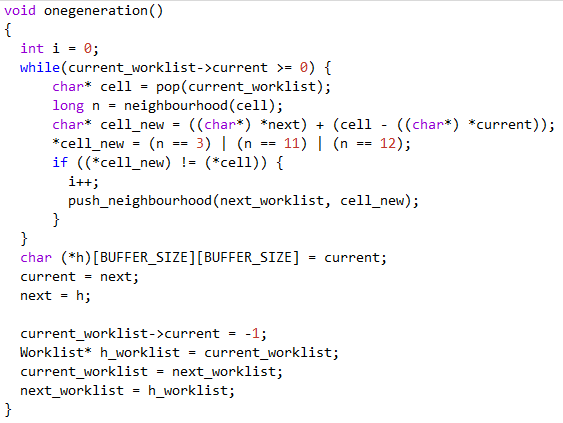 void onegeneration()
{
  int i = 0;
  while(current_worklist->current >= 0) {
      char* cell = pop(current_worklist);
      long n = neighbourhood(cell);
      char* cell_new = ((char*) *next) + (cell - ((char*) *current));
      *cell_new = (n == 3) | (n == 11) | (n == 12);
      if ((*cell_new) != (*cell)) {
        i++;
        push_neighbourhood(next_worklist, cell_new);
      }
  }
  char (*h)[BUFFER_SIZE][BUFFER_SIZE] = current;
  current = next;
  next = h;

  current_worklist->current = -1;
  Worklist* h_worklist = current_worklist;
  current_worklist = next_worklist;
  next_worklist = h_worklist;
}